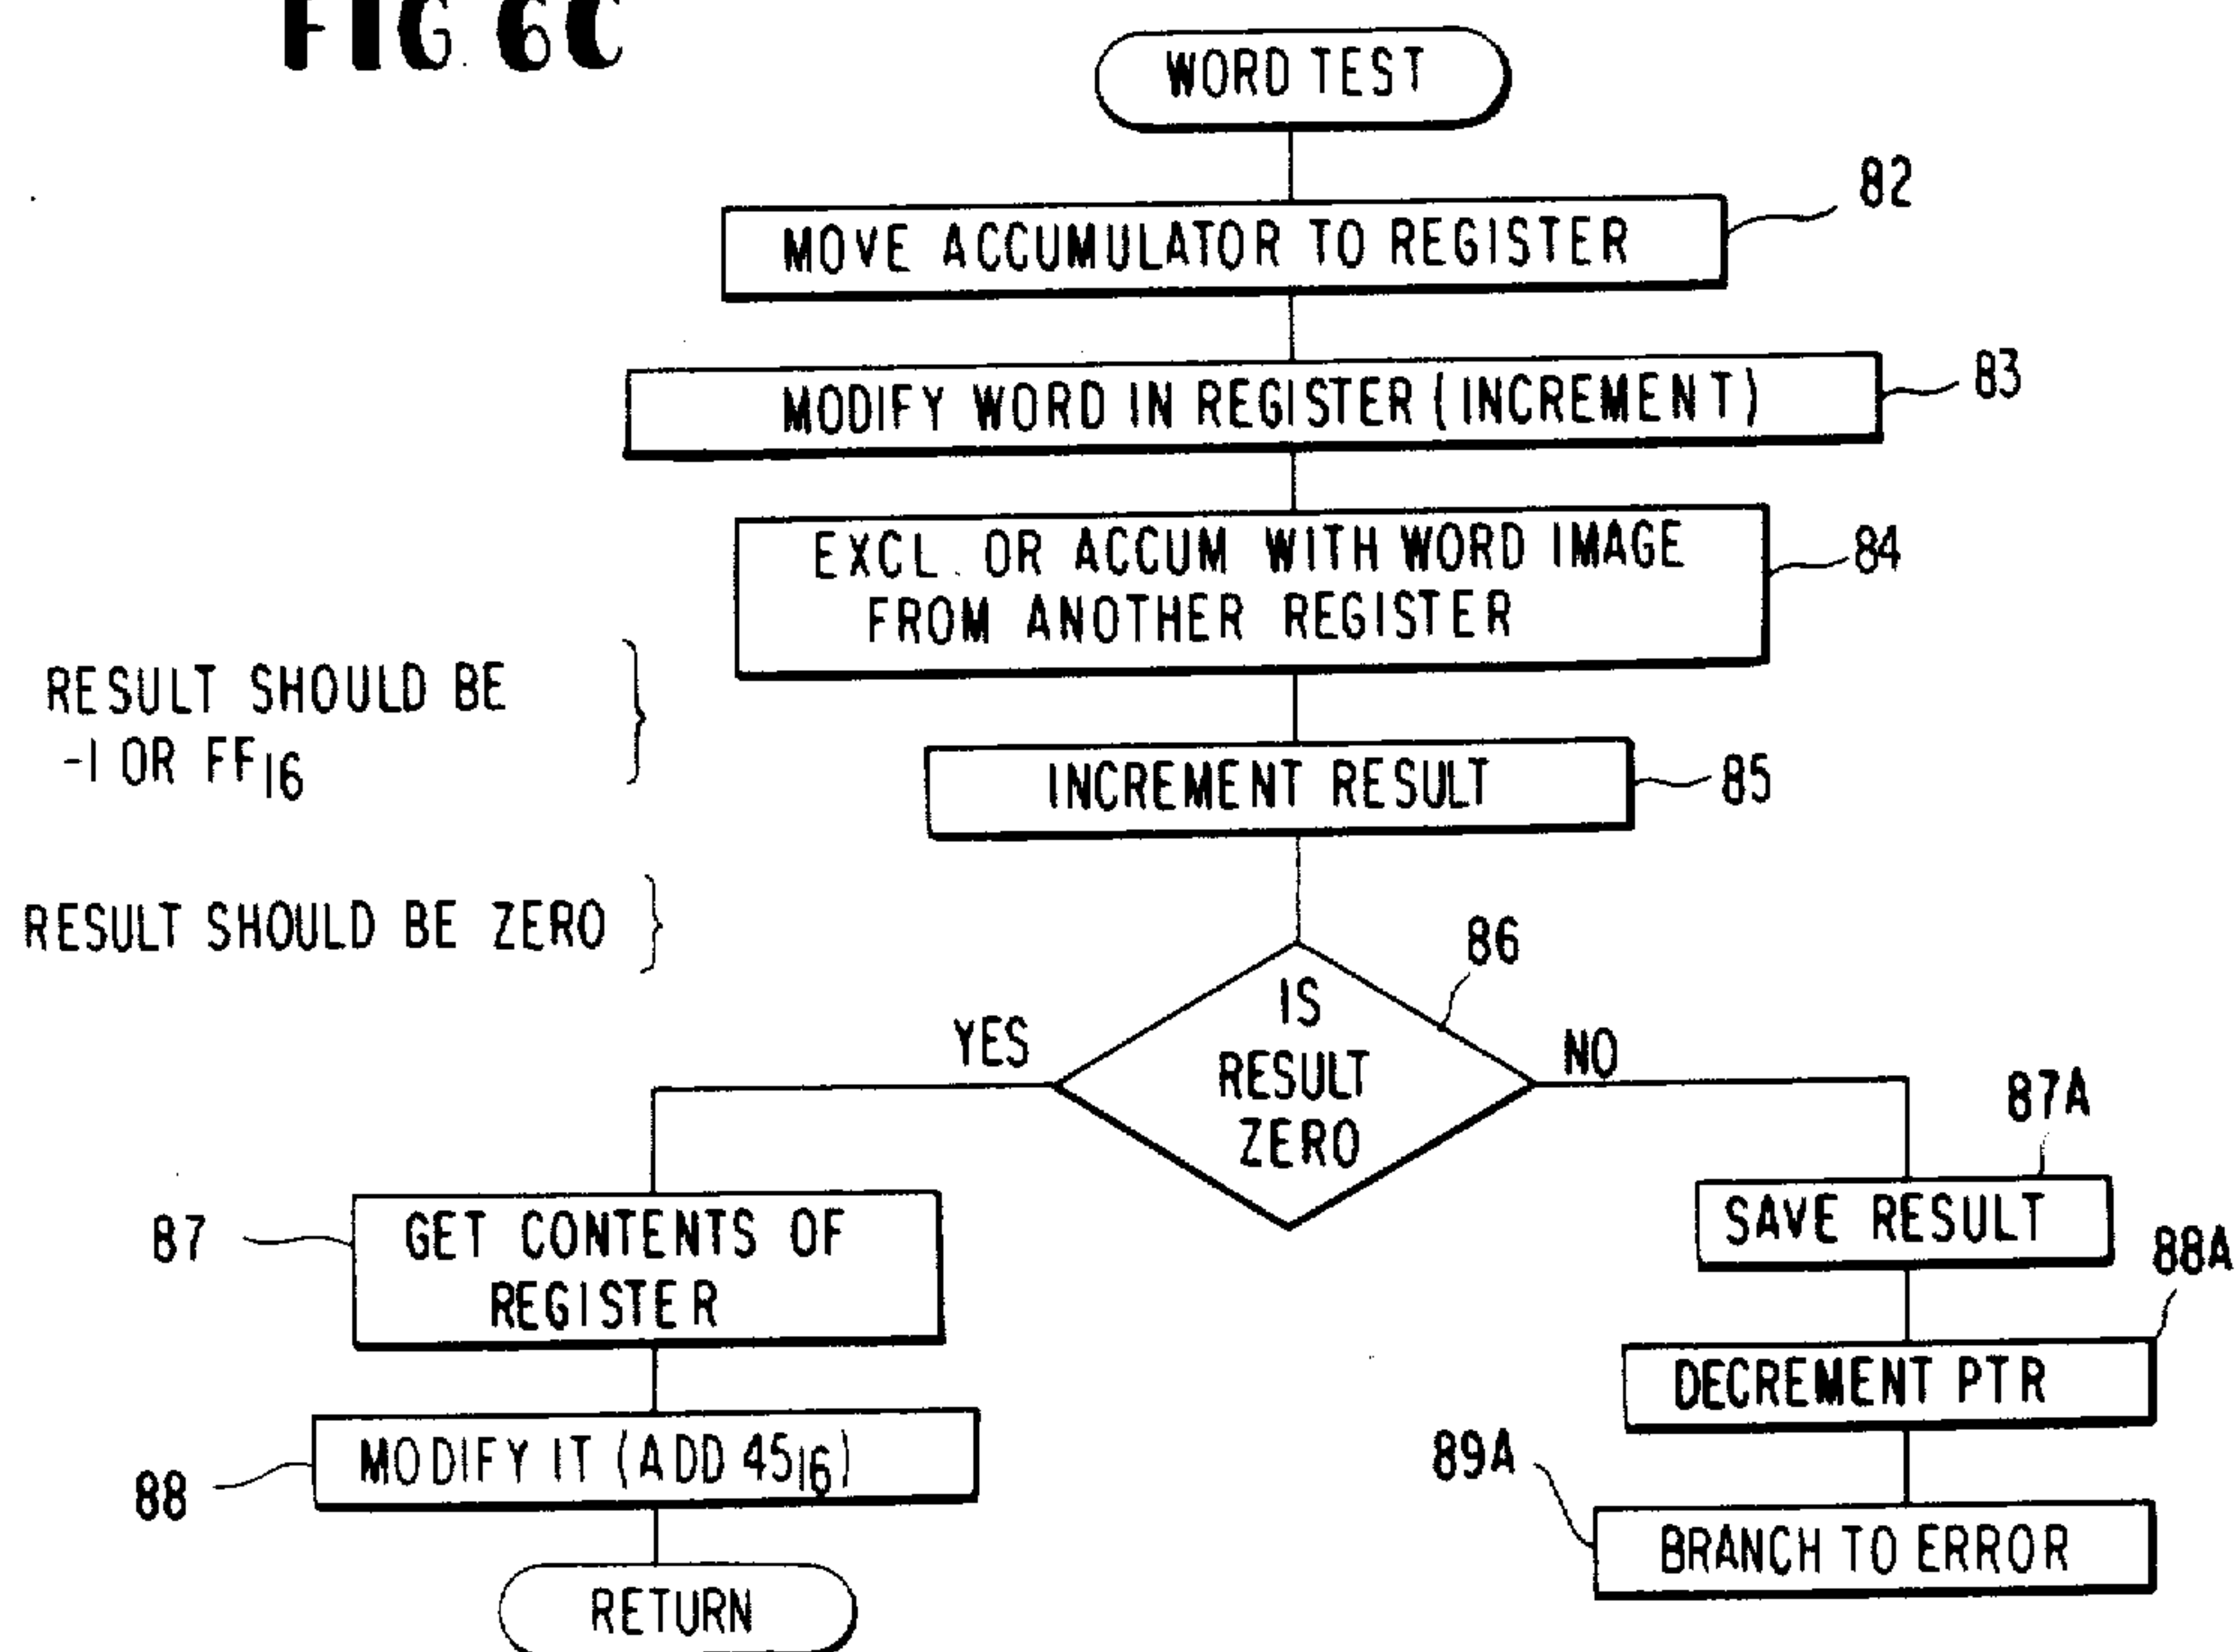 FIG. 6C
WORD TEST
82
MOVE ACCUMULATOR TO REGISTER
83
MODIFY WORD IN REGISTER (INCREMENT)
84
EXCL. OR ACCUM WITH WORD IMAGE
FROM ANOTHER REGISTER
RESULT SHOULD BE
-1 OR FF16
INCREMENT RESULT
85
RESULT SHOULD BE ZERO
86
IS
RESULT
ZERO
YES
NO
87A
87
GET CONTENTS OF
REGISTER
SAVE RESULT
88A
DECREMENT PTR
88
MODIFY IT (ADD 4516)
89A
BRANCH TO ERROR
RETURN